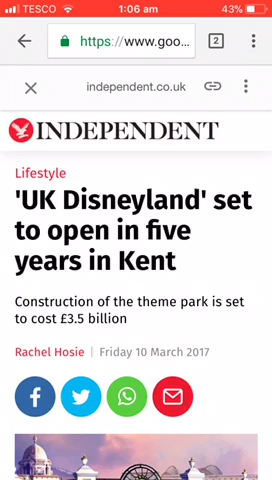 TESCO 1:06 am 43%
https://www.goo... 2
independent.co.uk
INDEPENDENT
Lifestyle
'UK Disneyland' set
to open in five
years in Kent
Construction of the theme park is set
to cost £3.5 billion
Rachel Hosie | Friday 10 March 2017